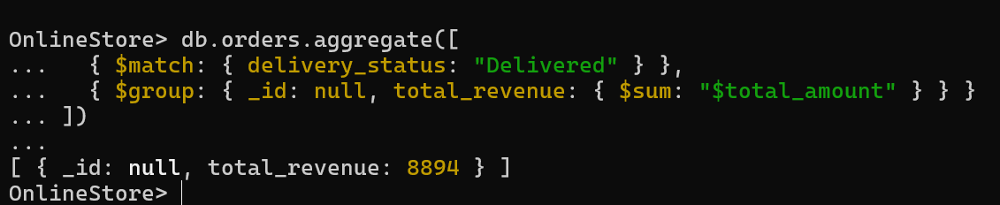 OnlineStore> db.orders.aggregate([
...   { $match: { delivery_status: "Delivered" } },
...   { $group: { _id: null, total_revenue: { $sum: "$total_amount" } } }
... ])
...
[ { _id: null, total_revenue: 8894 } ]
OnlineStore>